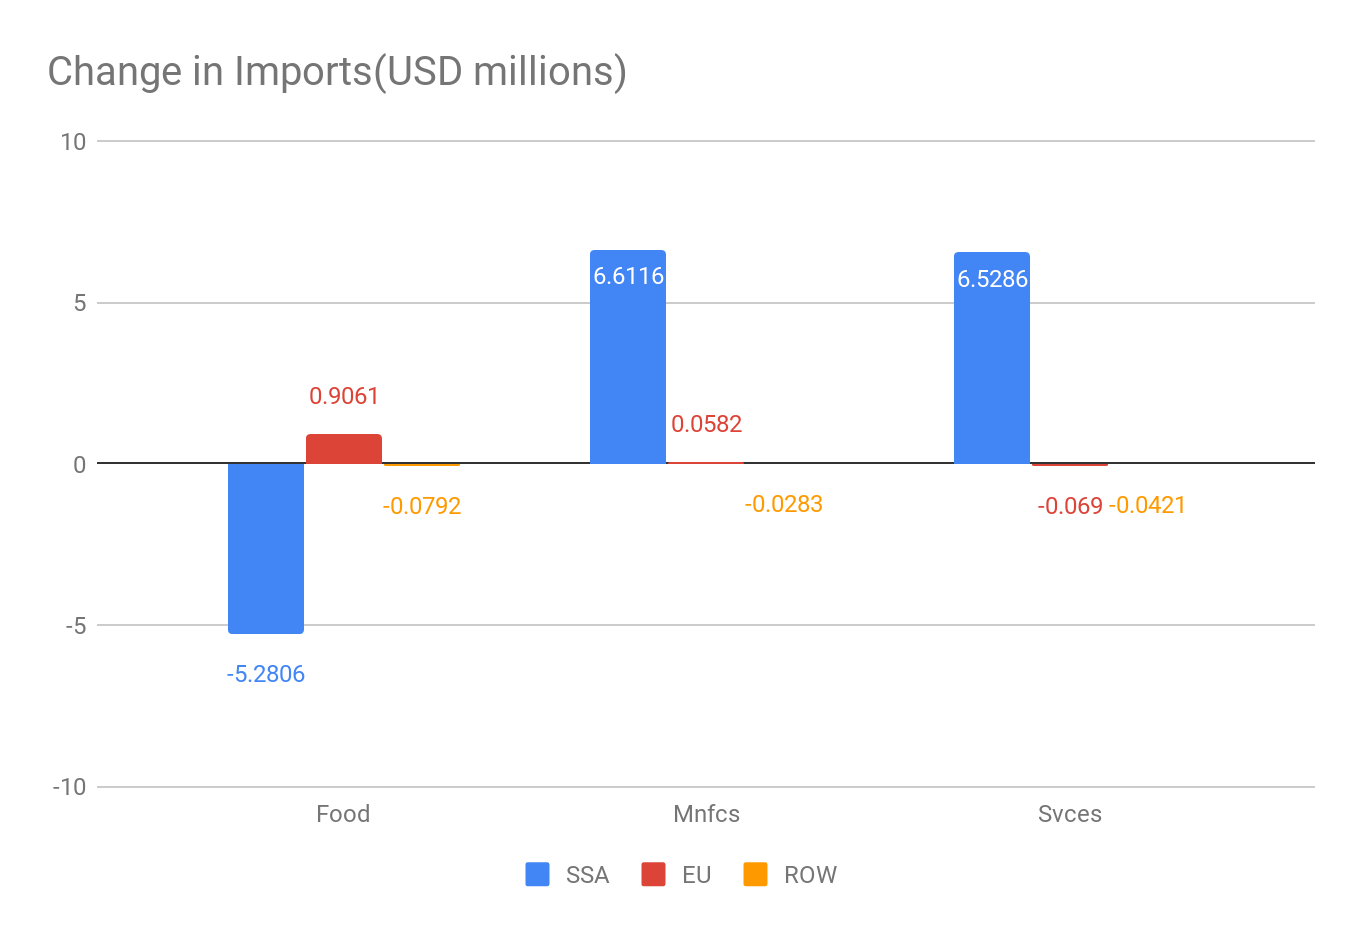 Change in Imports(USD millions)
10
5
0
-5
-10
6.6116
6.5286
0.9061
0.0582
-0.0792
-0.0283
-0.069
-0.0421
-5.2806
Food
Mnfcs
Svces
SSA
EU
ROW